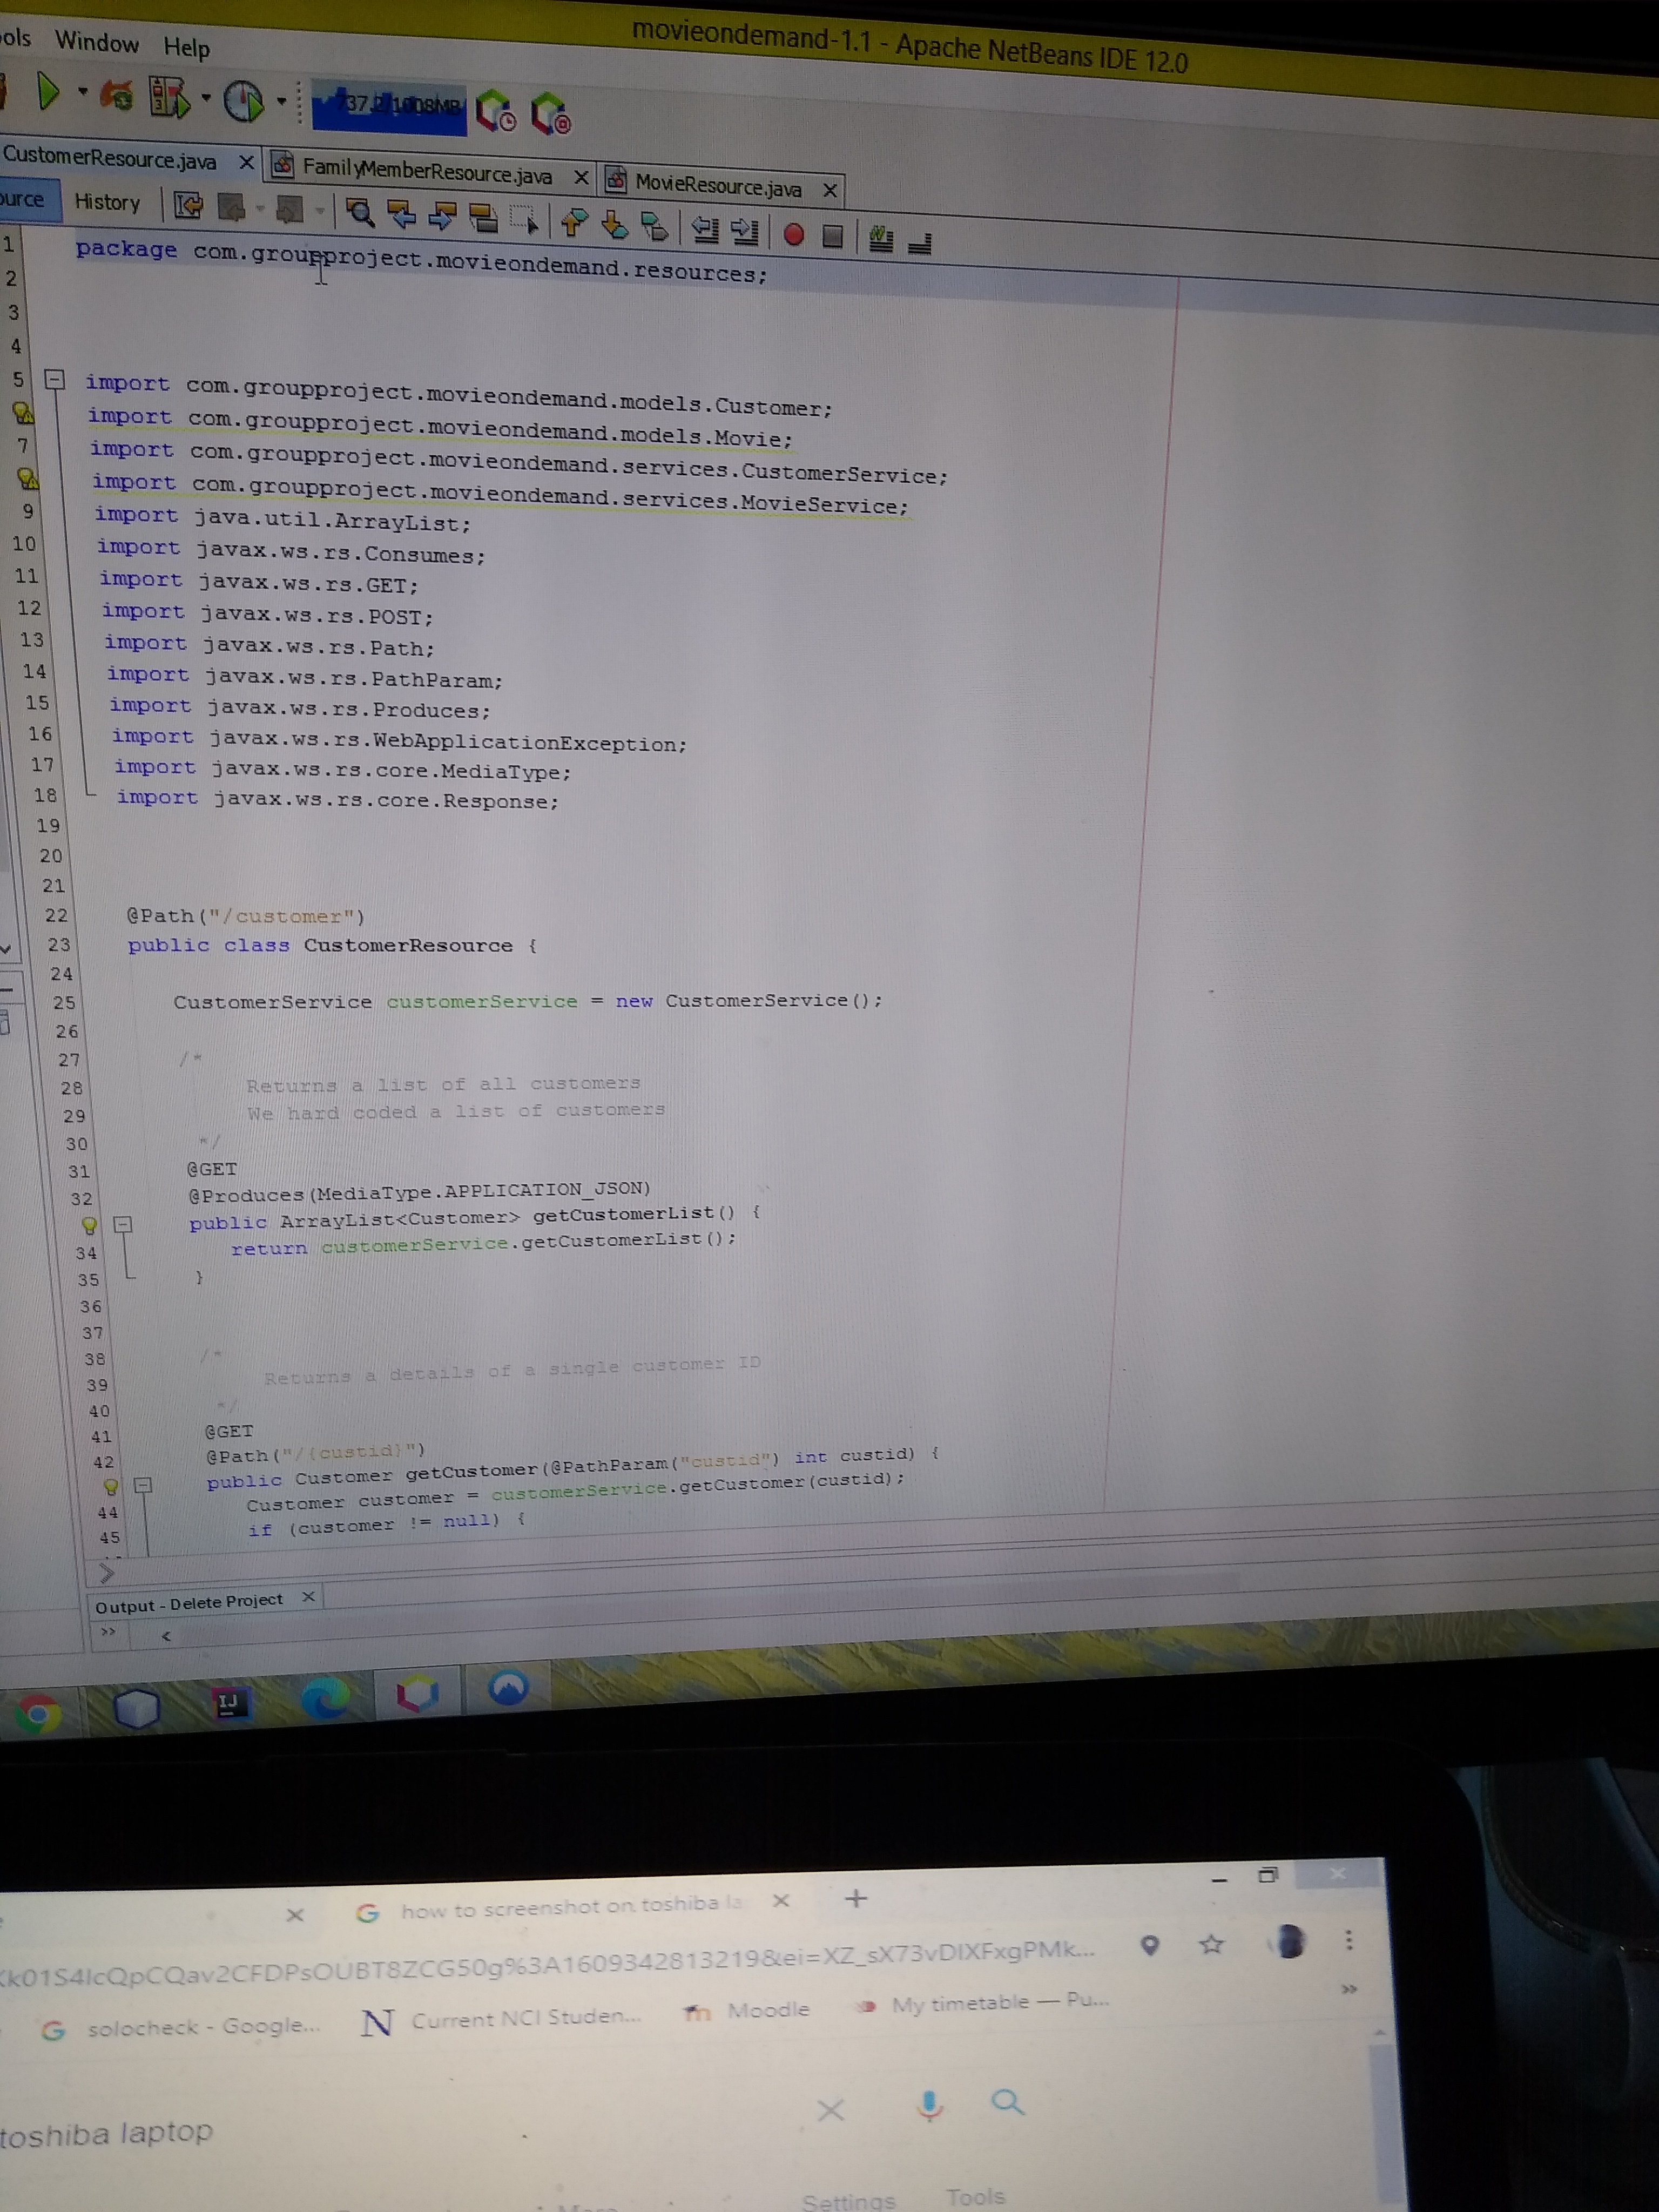 movieondemand-1.1 - Apache NetBeans IDE 12.0
ols Window Help
737.2/1008MB
CustomerResource.java
FamilyMemberResource.java
MovieResource.java
ource History
1 package com.groupproject.movieondemand.resources;
2
3
4
5 import com.groupproject.movieondemand.models.Customer;
import com.groupproject.movieondemand.models.Movie;
7 import com.groupproject.movieondemand.services.CustomerService;
import com.groupproject.movieondemand.services.MovieService;
9 import java.util.ArrayList;
10 import javax.ws.rs.Consumes;
11 import javax.ws.rs.GET;
12 import javax.ws.rs.POST;
13 import javax.ws.rs.Path;
14 import javax.ws.rs.PathParam;
15 import javax.ws.rs.Produces;
16 import javax.ws.rs.WebApplicationException;
17 import javax.ws.rs.core.MediaType;
18 import javax.ws.rs.core.Response;
19
20
21
22 @Path("/customer")
23 public class CustomerResource {
24
25 CustomerService customerService = new CustomerService();
26
27 /*
28 Returns a list of all customers
29 We hard coded a list of customers
30 */
31 @GET
32 @Produces(MediaType.APPLICATION_JSON)
public ArrayList<Customer> getCustomerList() {
34 return customerService.getCustomerList();
35 }
36
37
38 /*
39 Returns a details of a single customer ID
40 */
41 @GET
42 @Path("/{custid}")
public Customer getCustomer(@PathParam("custid") int custid) {
44 Customer customer = customerService.getCustomer(custid);
45 if (customer != null) {
Output - Delete Project
IJ
how to screenshot on toshiba la
k01S4IcQpCQav2CFDPsOUBT8ZCG50g%3A1609342813219&ei=XZ_sX73vDIXFxgPMk...
solocheck - Google...
Current NCI Studen...
Moodle
My timetable — Pu...
toshiba laptop
Settings Tools